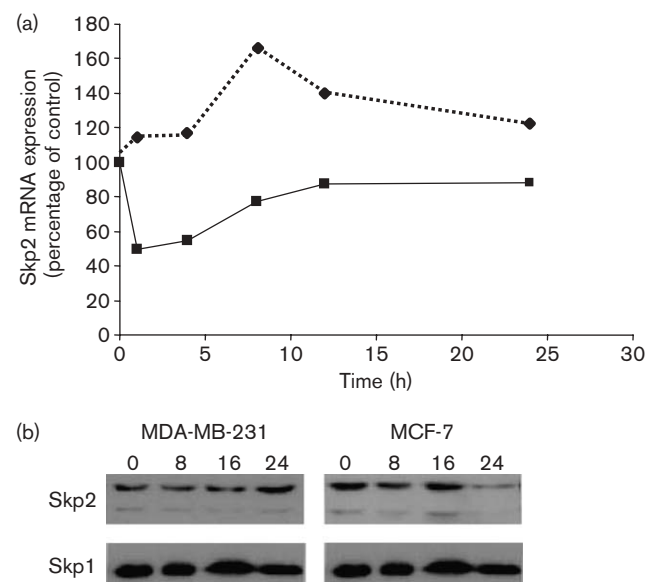 (a)
Skp2 mRNA expression
(percentage of control)
180
160
140
120
100
80
60
40
20
0
0 5 10 15 20 25 30
Time (h)
(b)
MDA-MB-231 MCF-7
0 8 16 24 0 8 16 24
Skp2
Skp1